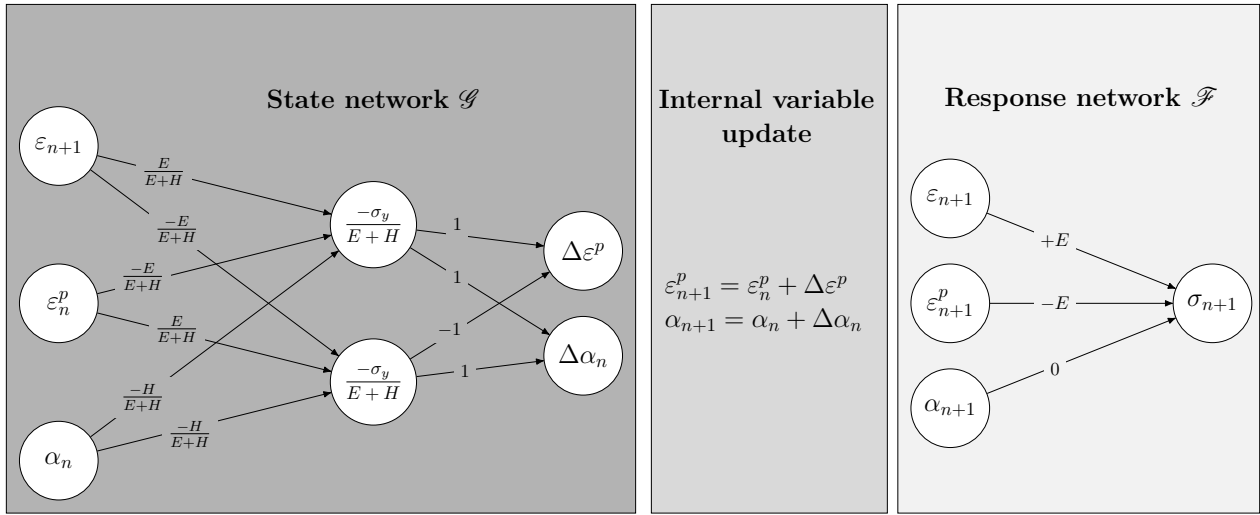 State network 𝒢
ε_{n+1}
ε^p_n
α_n
E/(E+H)
-E/(E+H)
-E/(E+H)
E/(E+H)
-H/(E+H)
-H/(E+H)
-σ_y/(E + H)
-σ_y/(E + H)
1
1
−1
1
Δε^p
Δα_n
Internal variable
update
ε^p_{n+1} = ε^p_n + Δε^p
α_{n+1} = α_n + Δα_n
Response network ℱ
ε_{n+1}
ε^p_{n+1}
α_{n+1}
+E
−E
0
σ_{n+1}